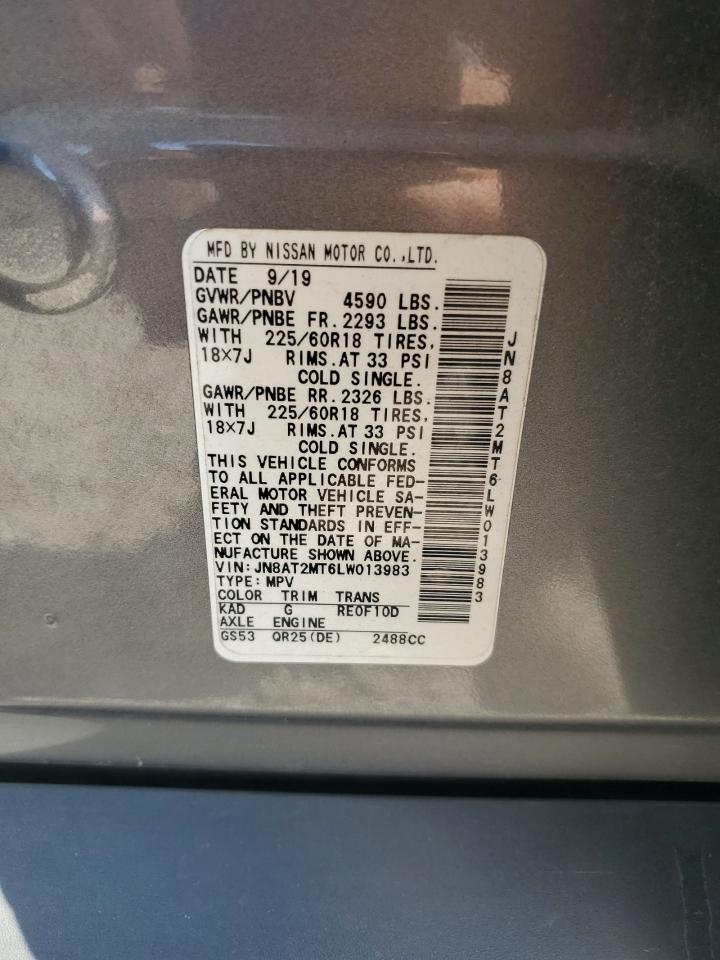 MFD BY NISSAN MOTOR CO.,LTD.
DATE 9/19
GVWR/PNBV 4590 LBS.
GAWR/PNBE FR. 2293 LBS.
WITH 225/60R18 TIRES,
18×7J RIMS. AT 33 PSI
COLD SINGLE.
GAWR/PNBE RR. 2326 LBS.
WITH 225/60R18 TIRES,
18×7J RIMS. AT 33 PSI
COLD SINGLE.
THIS VEHICLE CONFORMS
TO ALL APPLICABLE FED-
ERAL MOTOR VEHICLE SA-
FETY AND THEFT PREVEN-
TION STANDARDS IN EFF-
ECT ON THE DATE OF MA-
NUFACTURE SHOWN ABOVE.
VIN: JN8AT2MT6LW013983
TYPE: MPV
COLOR TRIM TRANS
KAD G RE0F10D
AXLE ENGINE
GS53 QR25(DE) 2488CC
JN8AT2MT6LW013983